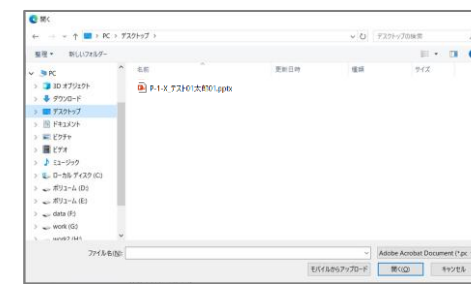 開く
PC > デスクトップ >
デスクトップの検索
整理 新しいフォルダー
PC
3D オブジェクト
ダウンロード
デスクトップ
ドキュメント
ピクチャ
ビデオ
ミュージック
ローカル ディスク (C:)
ボリューム (D:)
ボリューム (E:)
data (F:)
work (G:)
work2 (H:)
名前 更新日時 種類 サイズ
P-1-X_テスト01太郎01.pptx
ファイル名(N):
Adobe Acrobat Document (*.pc
モバイルからアップロード 開く(O) キャンセル